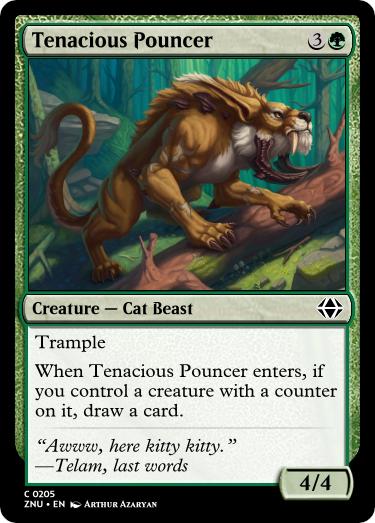 Tenacious Pouncer 3
Creature — Cat Beast
Trample
When Tenacious Pouncer enters, if
you control a creature with a counter
on it, draw a card.
“Awww, here kitty kitty.”
—Telam, last words
4/4
C 0205
ZNU • EN Arthur Azaryan